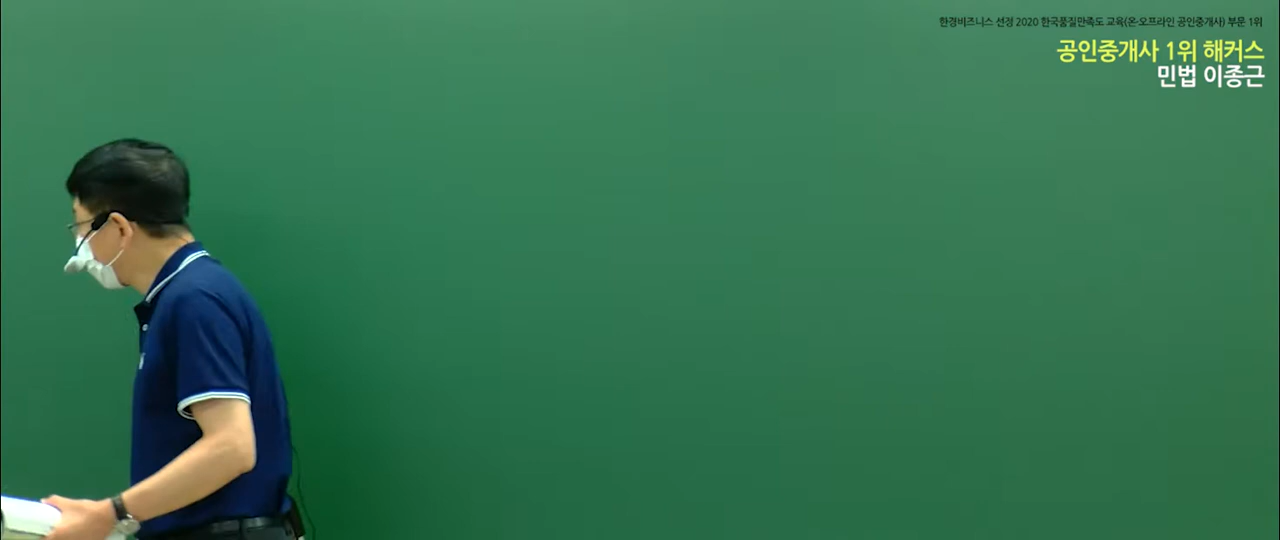 한경비즈니스 선정 2020 한국품질만족도 교육(온·오프라인 공인중개사) 부문 1위
공인중개사 1위 해커스
민법 이종근